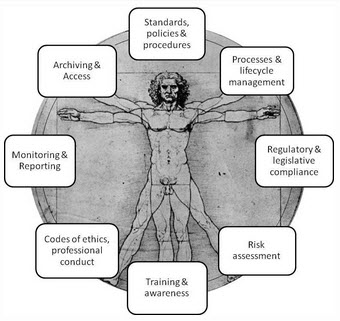 Standards,
policies &
procedures
Processes &
lifecycle
management
Regulatory &
legislative
compliance
Risk
assessment
Training &
awareness
Codes of ethics,
professional
conduct
Monitoring &
Reporting
Archiving &
Access